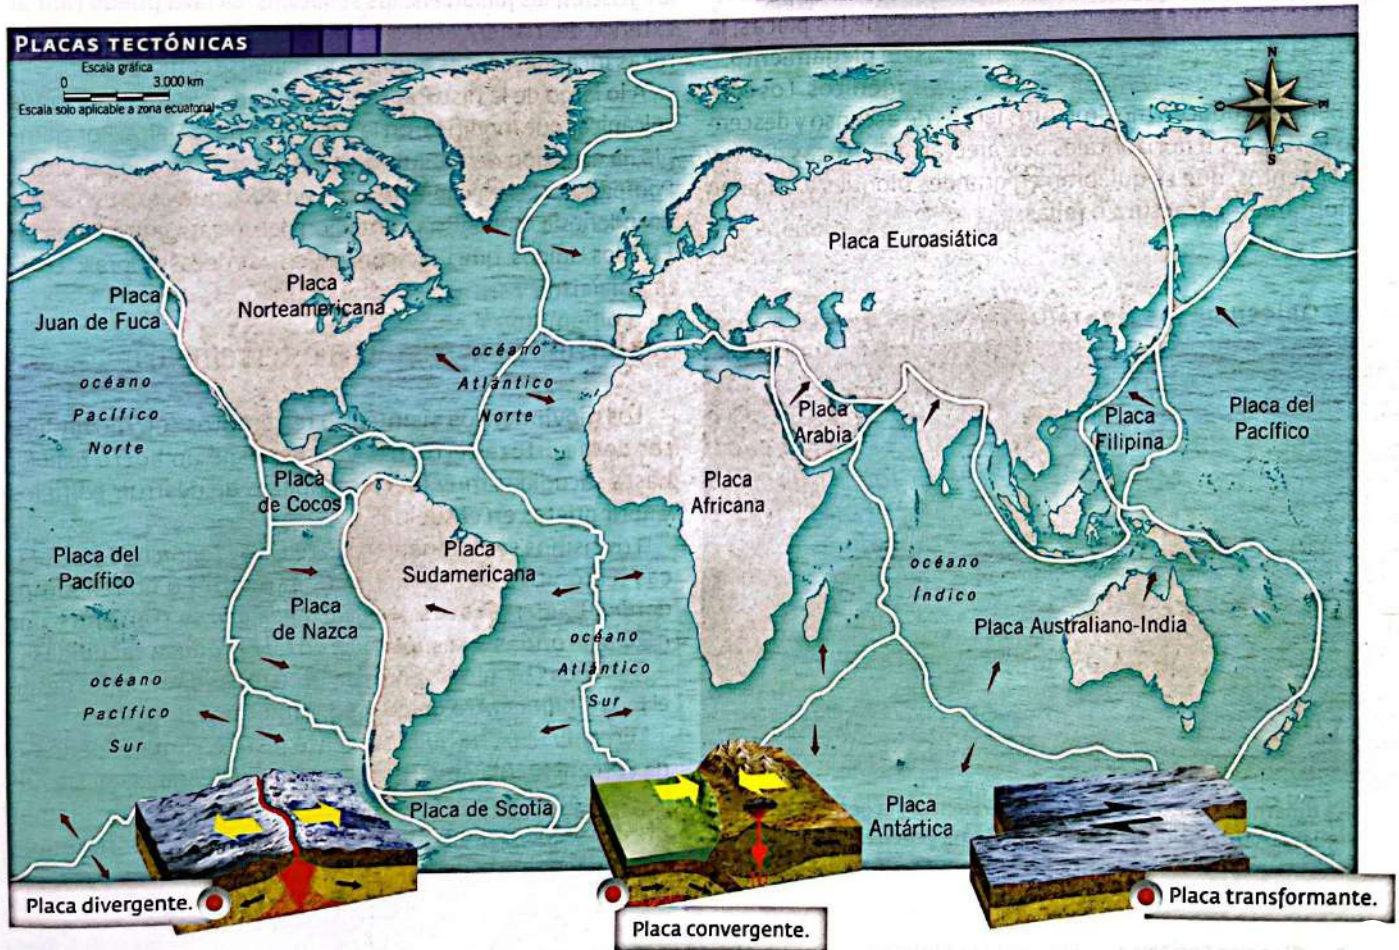 PLACAS TECTÓNICAS
Escala gráfica
0 3.000 km
Escala solo aplicable a zona ecuatorial
N
O
E
S
Placa Euroasiática
Placa
Norteamericana
Placa
Juan de Fuca
océano
Pacífico
Norte
océano
Atlántico
Norte
Placa
Arabia
Placa
Filipina
Placa del
Pacífico
Placa
de Cocos
Placa
Africana
Placa
Sudamericana
Placa del
Pacífico
Placa
de Nazca
océano
Índico
Placa Australiano-India
océano
Atlántico
Sur
océano
Pacífico
Sur
Placa de Scotia
Placa
Antártica
Placa divergente.
Placa convergente.
Placa transformante.